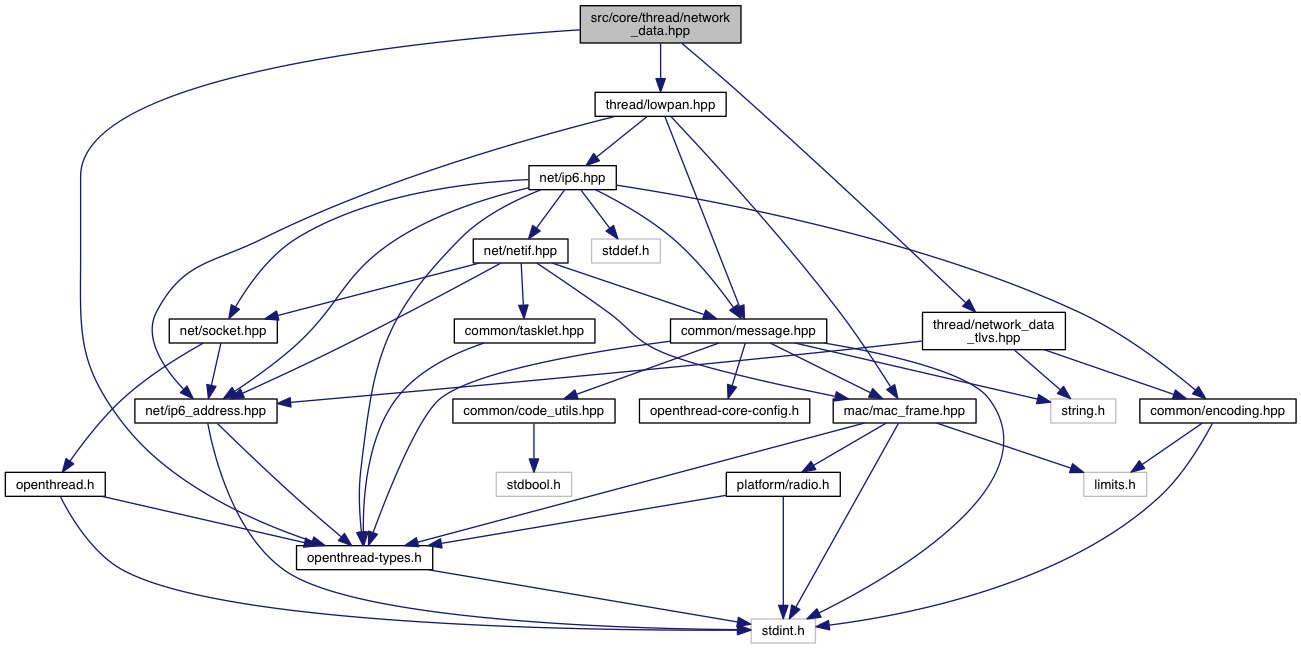 src/core/thread/network
_data.hpp
thread/lowpan.hpp
net/ip6.hpp
net/netif.hpp
stddef.h
net/socket.hpp
common/tasklet.hpp
common/message.hpp
thread/network_data
_tlvs.hpp
net/ip6_address.hpp
common/code_utils.hpp
openthread-core-config.h
mac/mac_frame.hpp
string.h
common/encoding.hpp
openthread.h
stdbool.h
platform/radio.h
limits.h
openthread-types.h
stdint.h